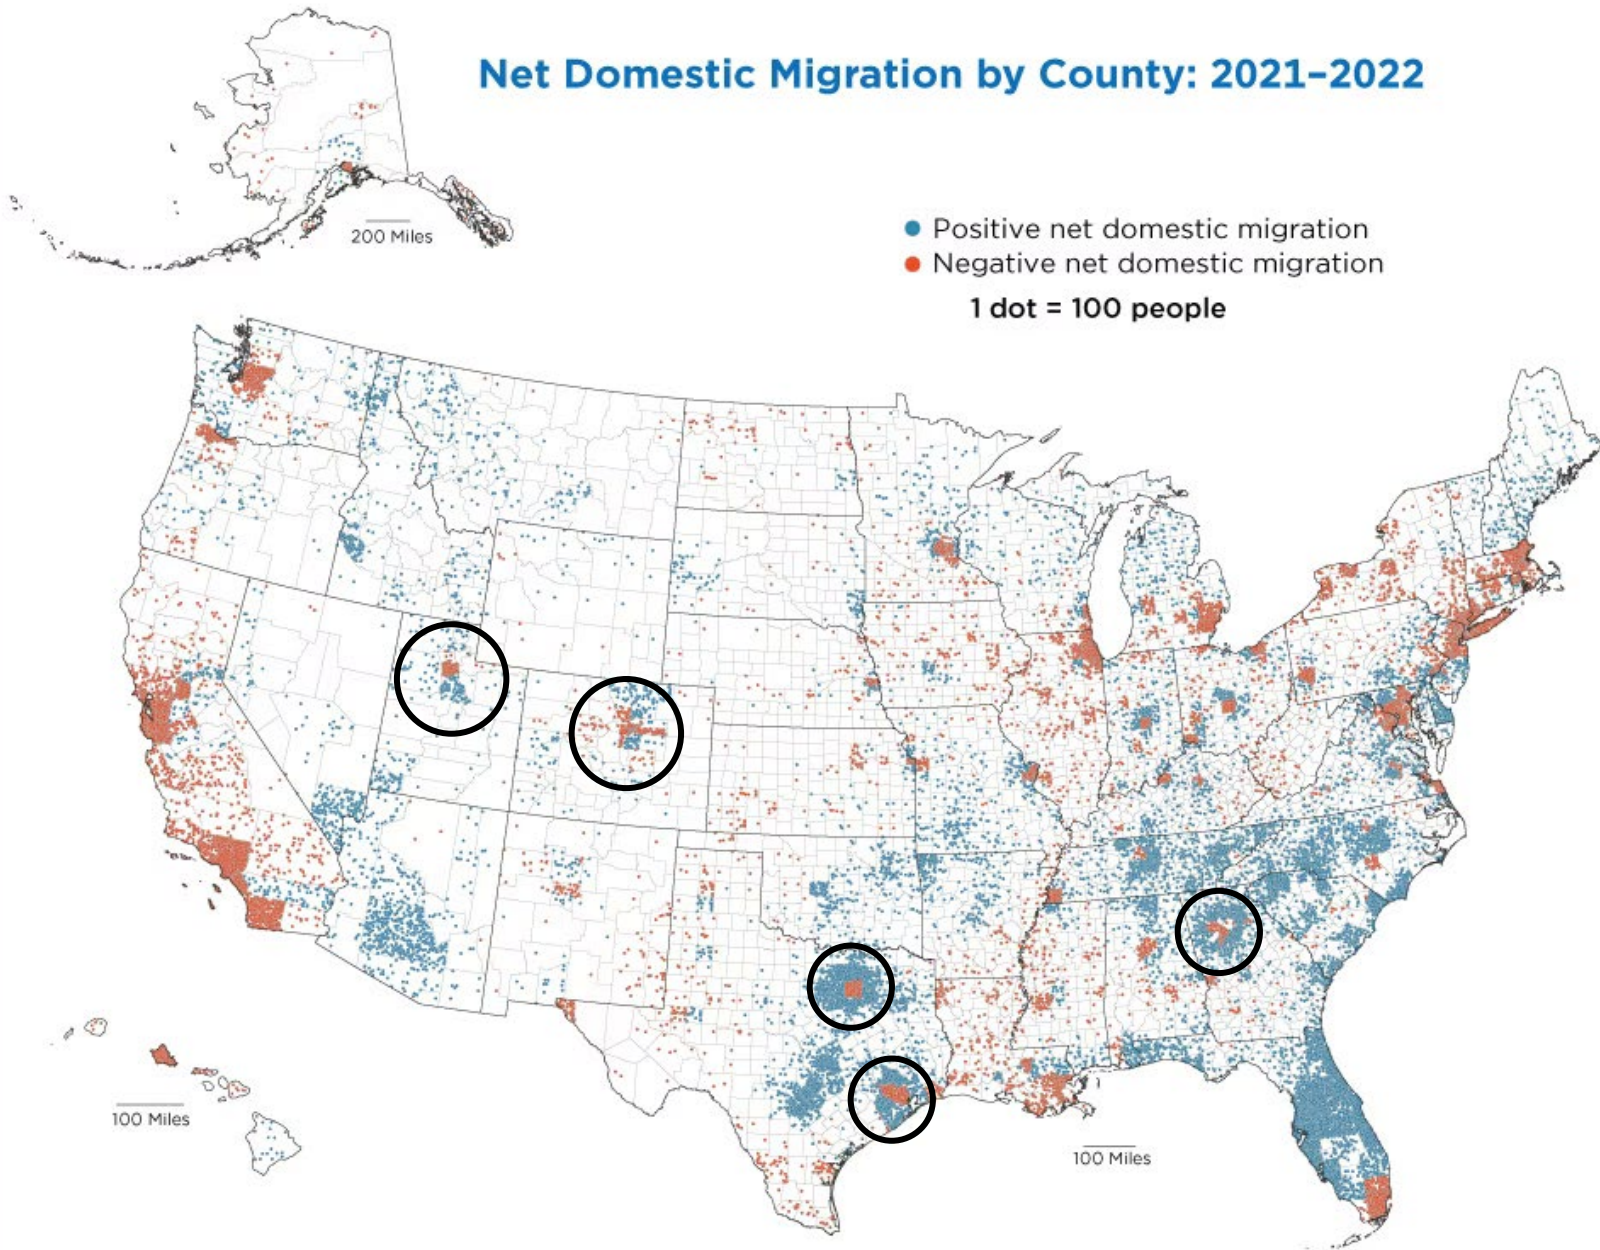 Net Domestic Migration by County: 2021–2022
200 Miles
Positive net domestic migration
Negative net domestic migration
1 dot = 100 people
100 Miles
100 Miles